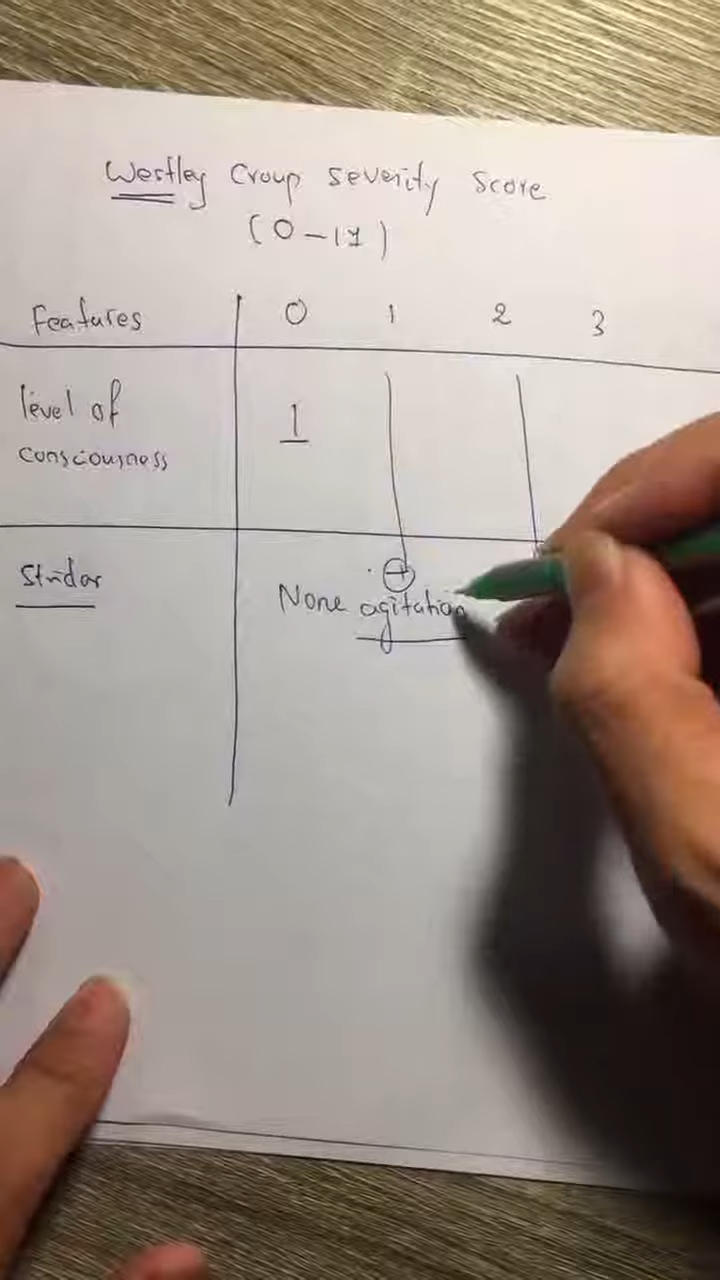 Westley Croup severity Score
(0-17)
Features 0 1 2 3
level of
consciousness
1
Stridor
+
None agitation